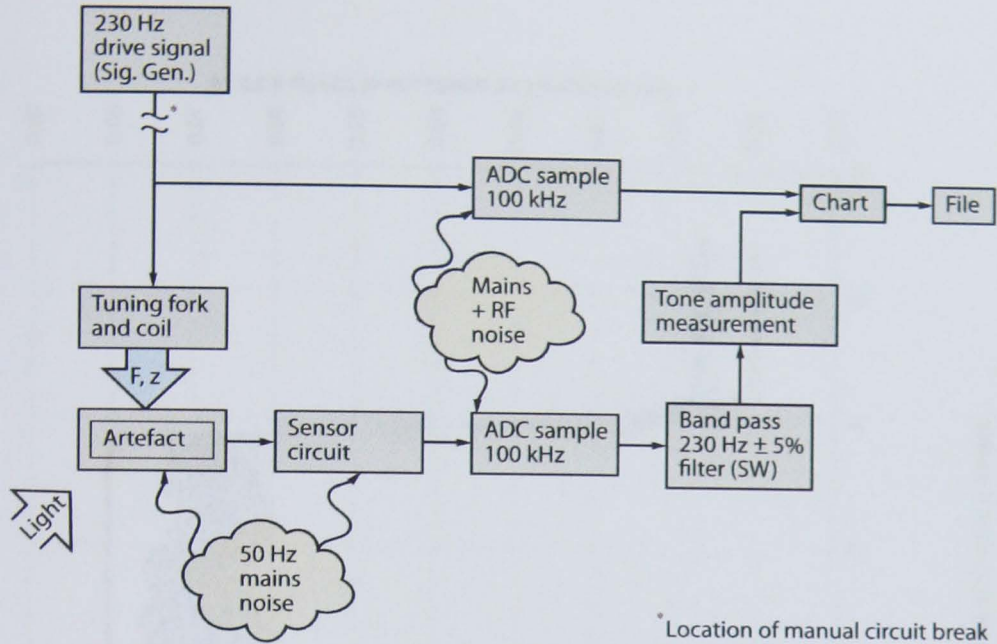 230 Hz
drive signal
(Sig. Gen.)
*
ADC sample
100 kHz
Chart
File
Tuning fork
and coil
Mains
+ RF
noise
Tone amplitude
measurement
F, z
Artefact
Sensor
circuit
ADC sample
100 kHz
Band pass
230 Hz ± 5%
filter (SW)
Light
50 Hz
mains
noise
*Location of manual circuit break